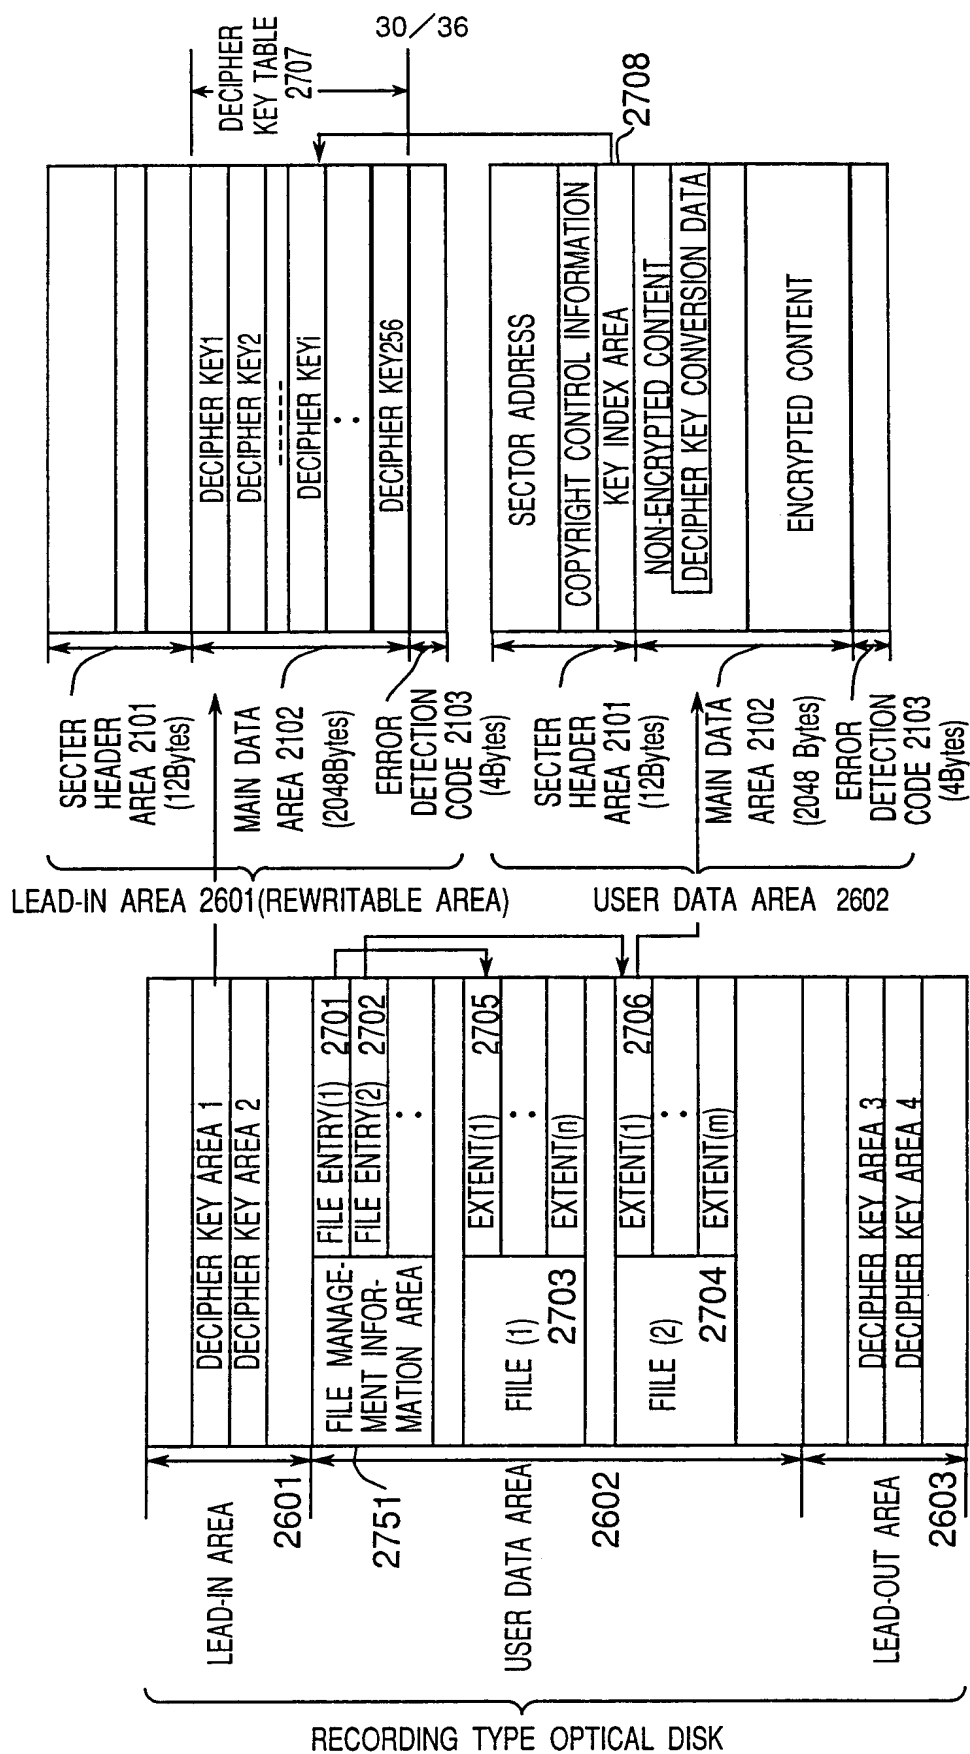 30/36
RECORDING TYPE OPTICAL DISK
LEAD-IN AREA
2601
2751
USER DATA AREA
2602
LEAD-OUT AREA
2603
DECIPHER KEY AREA 1
DECIPHER KEY AREA 2
FILE MANAGE-
MENT INFOR-
MATION AREA
FILE ENTRY(1) 2701
FILE ENTRY(2) 2702
:
FIILE (1)
2703
EXTENT(1) 2705
:
EXTENT(n)
FIILE (2)
2704
EXTENT(1) 2706
:
EXTENT(m)
DECIPHER KEY AREA 3
DECIPHER KEY AREA 4
LEAD-IN AREA 2601(REWRITABLE AREA)
SECTER
HEADER
AREA 2101
(12Bytes)
MAIN DATA
AREA 2102
(2048Bytes)
ERROR
DETECTION
CODE 2103
(4Bytes)
DECIPHER KEY1
DECIPHER KEY2
-----
DECIPHER KEYi
:
DECIPHER KEY256
DECIPHER
KEY TABLE
2707
USER DATA AREA 2602
SECTER
HEADER
AREA 2101
(12Bytes)
MAIN DATA
AREA 2102
(2048 Bytes)
ERROR
DETECTION
CODE 2103
(4Bytes)
SECTOR ADDRESS
COPYRIGHT CONTROL INFORMATION
KEY INDEX AREA
NON-ENCRYPTED CONTENT
DECIPHER KEY CONVERSION DATA
ENCRYPTED CONTENT
2708